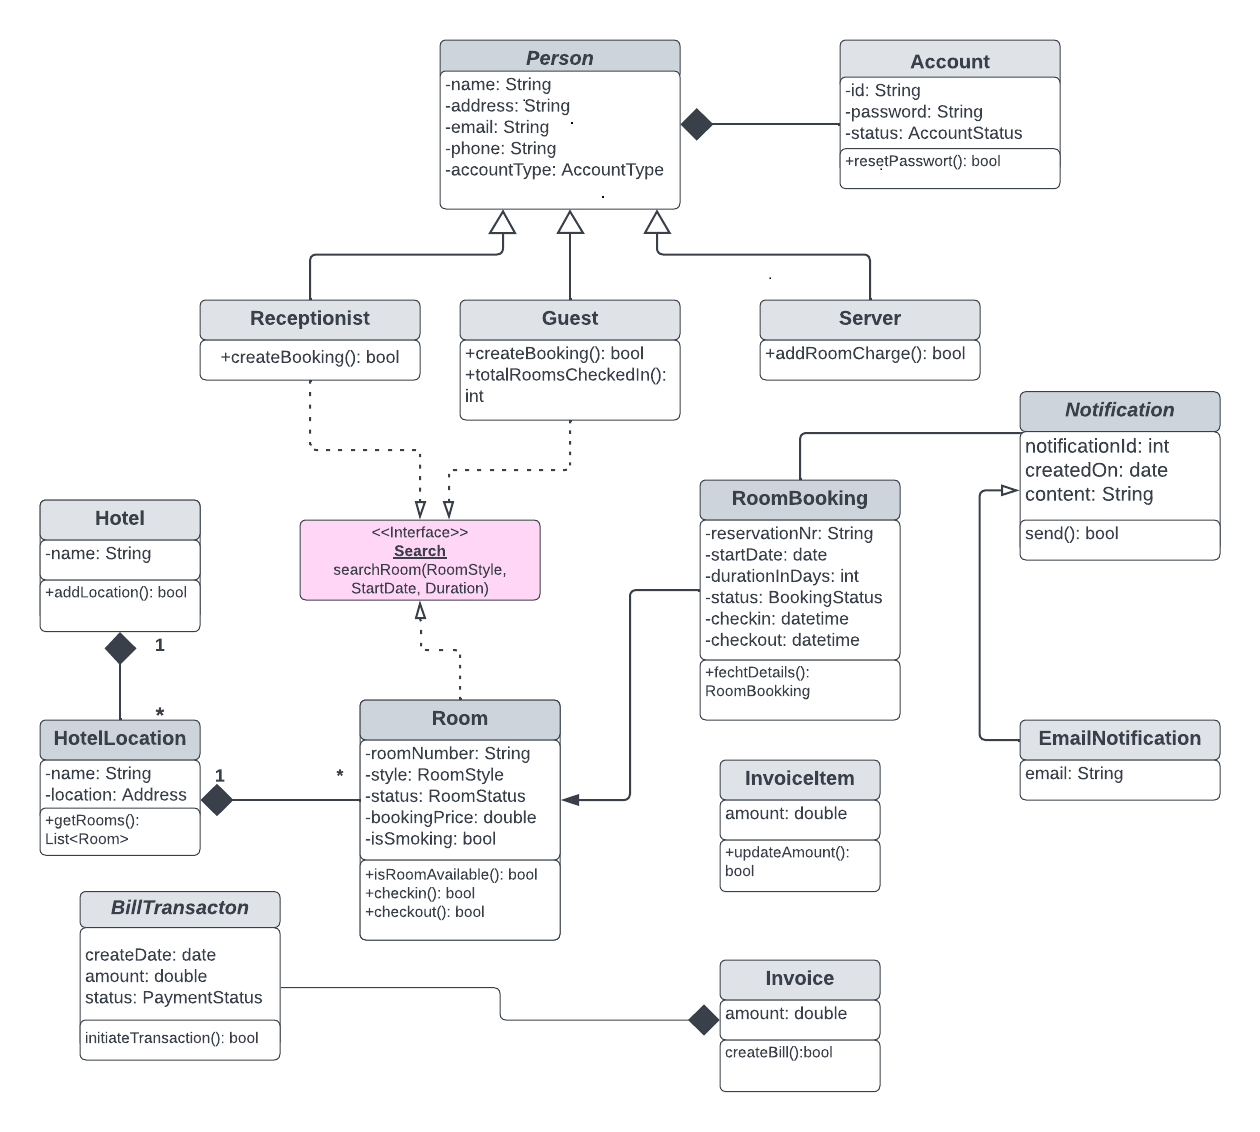 Person
-name: String
-address: String
-email: String
-phone: String
-accountType: AccountType
Account
-id: String
-password: String
-status: AccountStatus
+resetPasswort(): bool
Receptionist
+createBooking(): bool
Guest
+createBooking(): bool
+totalRoomsCheckedIn():
int
Server
+addRoomCharge(): bool
Notification
notificationId: int
createdOn: date
content: String
send(): bool
Hotel
-name: String
+addLocation(): bool
<<Interface>>
Search
searchRoom(RoomStyle,
StartDate, Duration)
RoomBooking
-reservationNr: String
-startDate: date
-durationInDays: int
-status: BookingStatus
-checkin: datetime
-checkout: datetime
+fechtDetails():
RoomBookking
1
*
HotelLocation
-name: String
-location: Address
+getRooms():
List<Room>
1
*
Room
-roomNumber: String
-style: RoomStyle
-status: RoomStatus
-bookingPrice: double
-isSmoking: bool
+isRoomAvailable(): bool
+checkin(): bool
+checkout(): bool
InvoiceItem
amount: double
+updateAmount():
bool
EmailNotification
email: String
BillTransacton
createDate: date
amount: double
status: PaymentStatus
initiateTransaction(): bool
Invoice
amount: double
createBill():bool